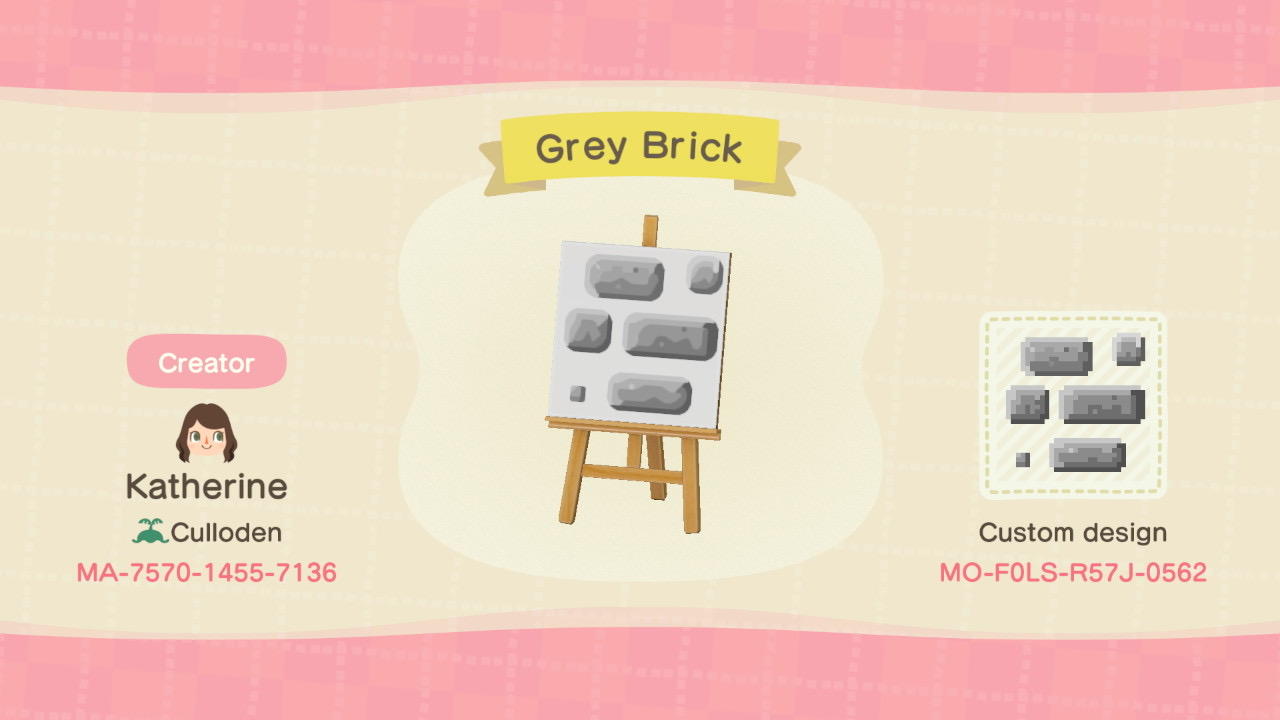 Grey Brick
Creator
Katherine
Culloden
MA-7570-1455-7136
Custom design
MO-F0LS-R57J-0562